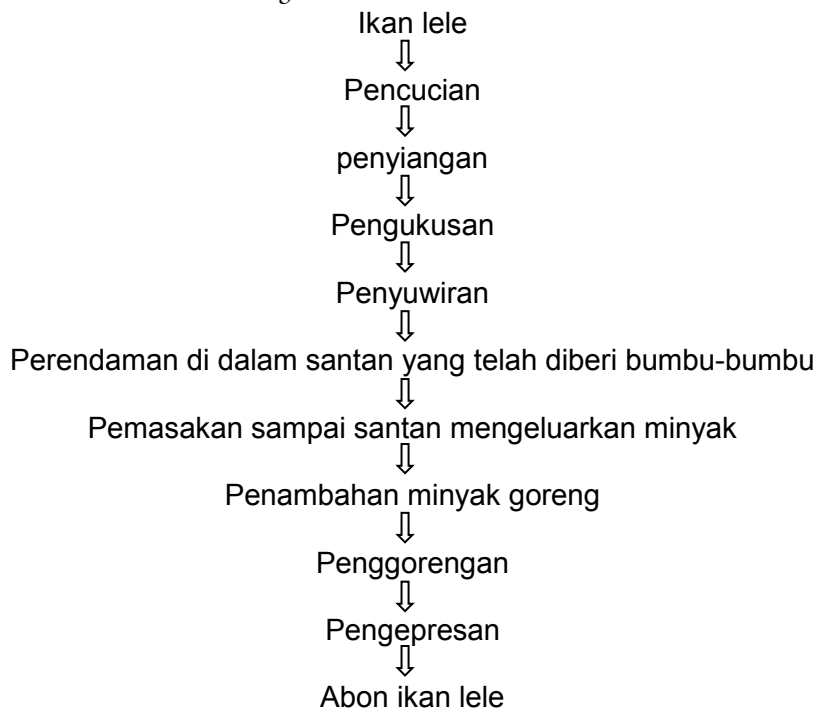 Ikan lele
⇩
Pencucian
⇩
penyiangan
⇩
Pengukusan
⇩
Penyuwiran
⇩
Perendaman di dalam santan yang telah diberi bumbu-bumbu
⇩
Pemasakan sampai santan mengeluarkan minyak
⇩
Penambahan minyak goreng
⇩
Penggorengan
⇩
Pengepresan
⇩
Abon ikan lele